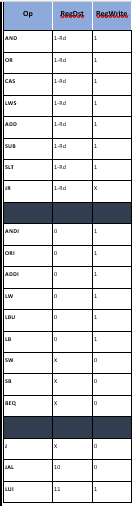 Op RegDst RegWrite
AND 1-Rd 1
OR 1-Rd 1
CAS 1-Rd 1
LWS 1-Rd 1
ADD 1-Rd 1
SUB 1-Rd 1
SLT 1-Rd 1
JR 1-Rd X
ANDI 0 1
ORI 0 1
ADDI 0 1
LW 0 1
LBU 0 1
LB 0 1
SW X 0
SB X 0
BEQ X 0
J X 0
JAL 10 0
LUI 11 1